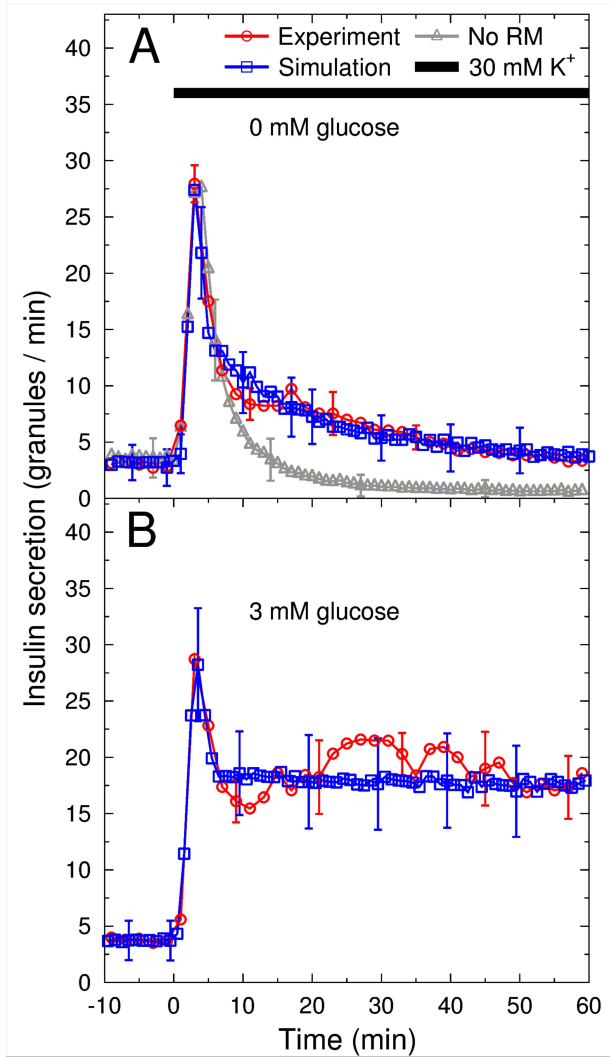 A
Experiment
No RM
Simulation
30 mM K+
0 mM glucose
40
35
30
25
20
15
10
5
0
B
3 mM glucose
40
35
30
25
20
15
10
5
0
Insulin secretion (granules / min)
-10 0 10 20 30 40 50 60
Time (min)